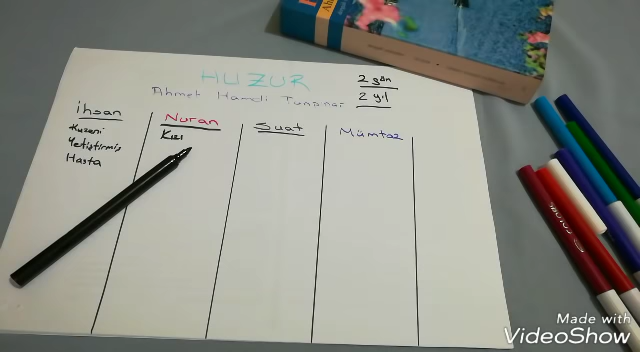 HUZUR
Ahmet Hamdi Tanpınar
2 gün
2 yıl
İhsan
Kuzeni
Yetiştirmiş
Hasta
Nuran
Kızı
Suat
Mümtaz
Made with
VideoShow